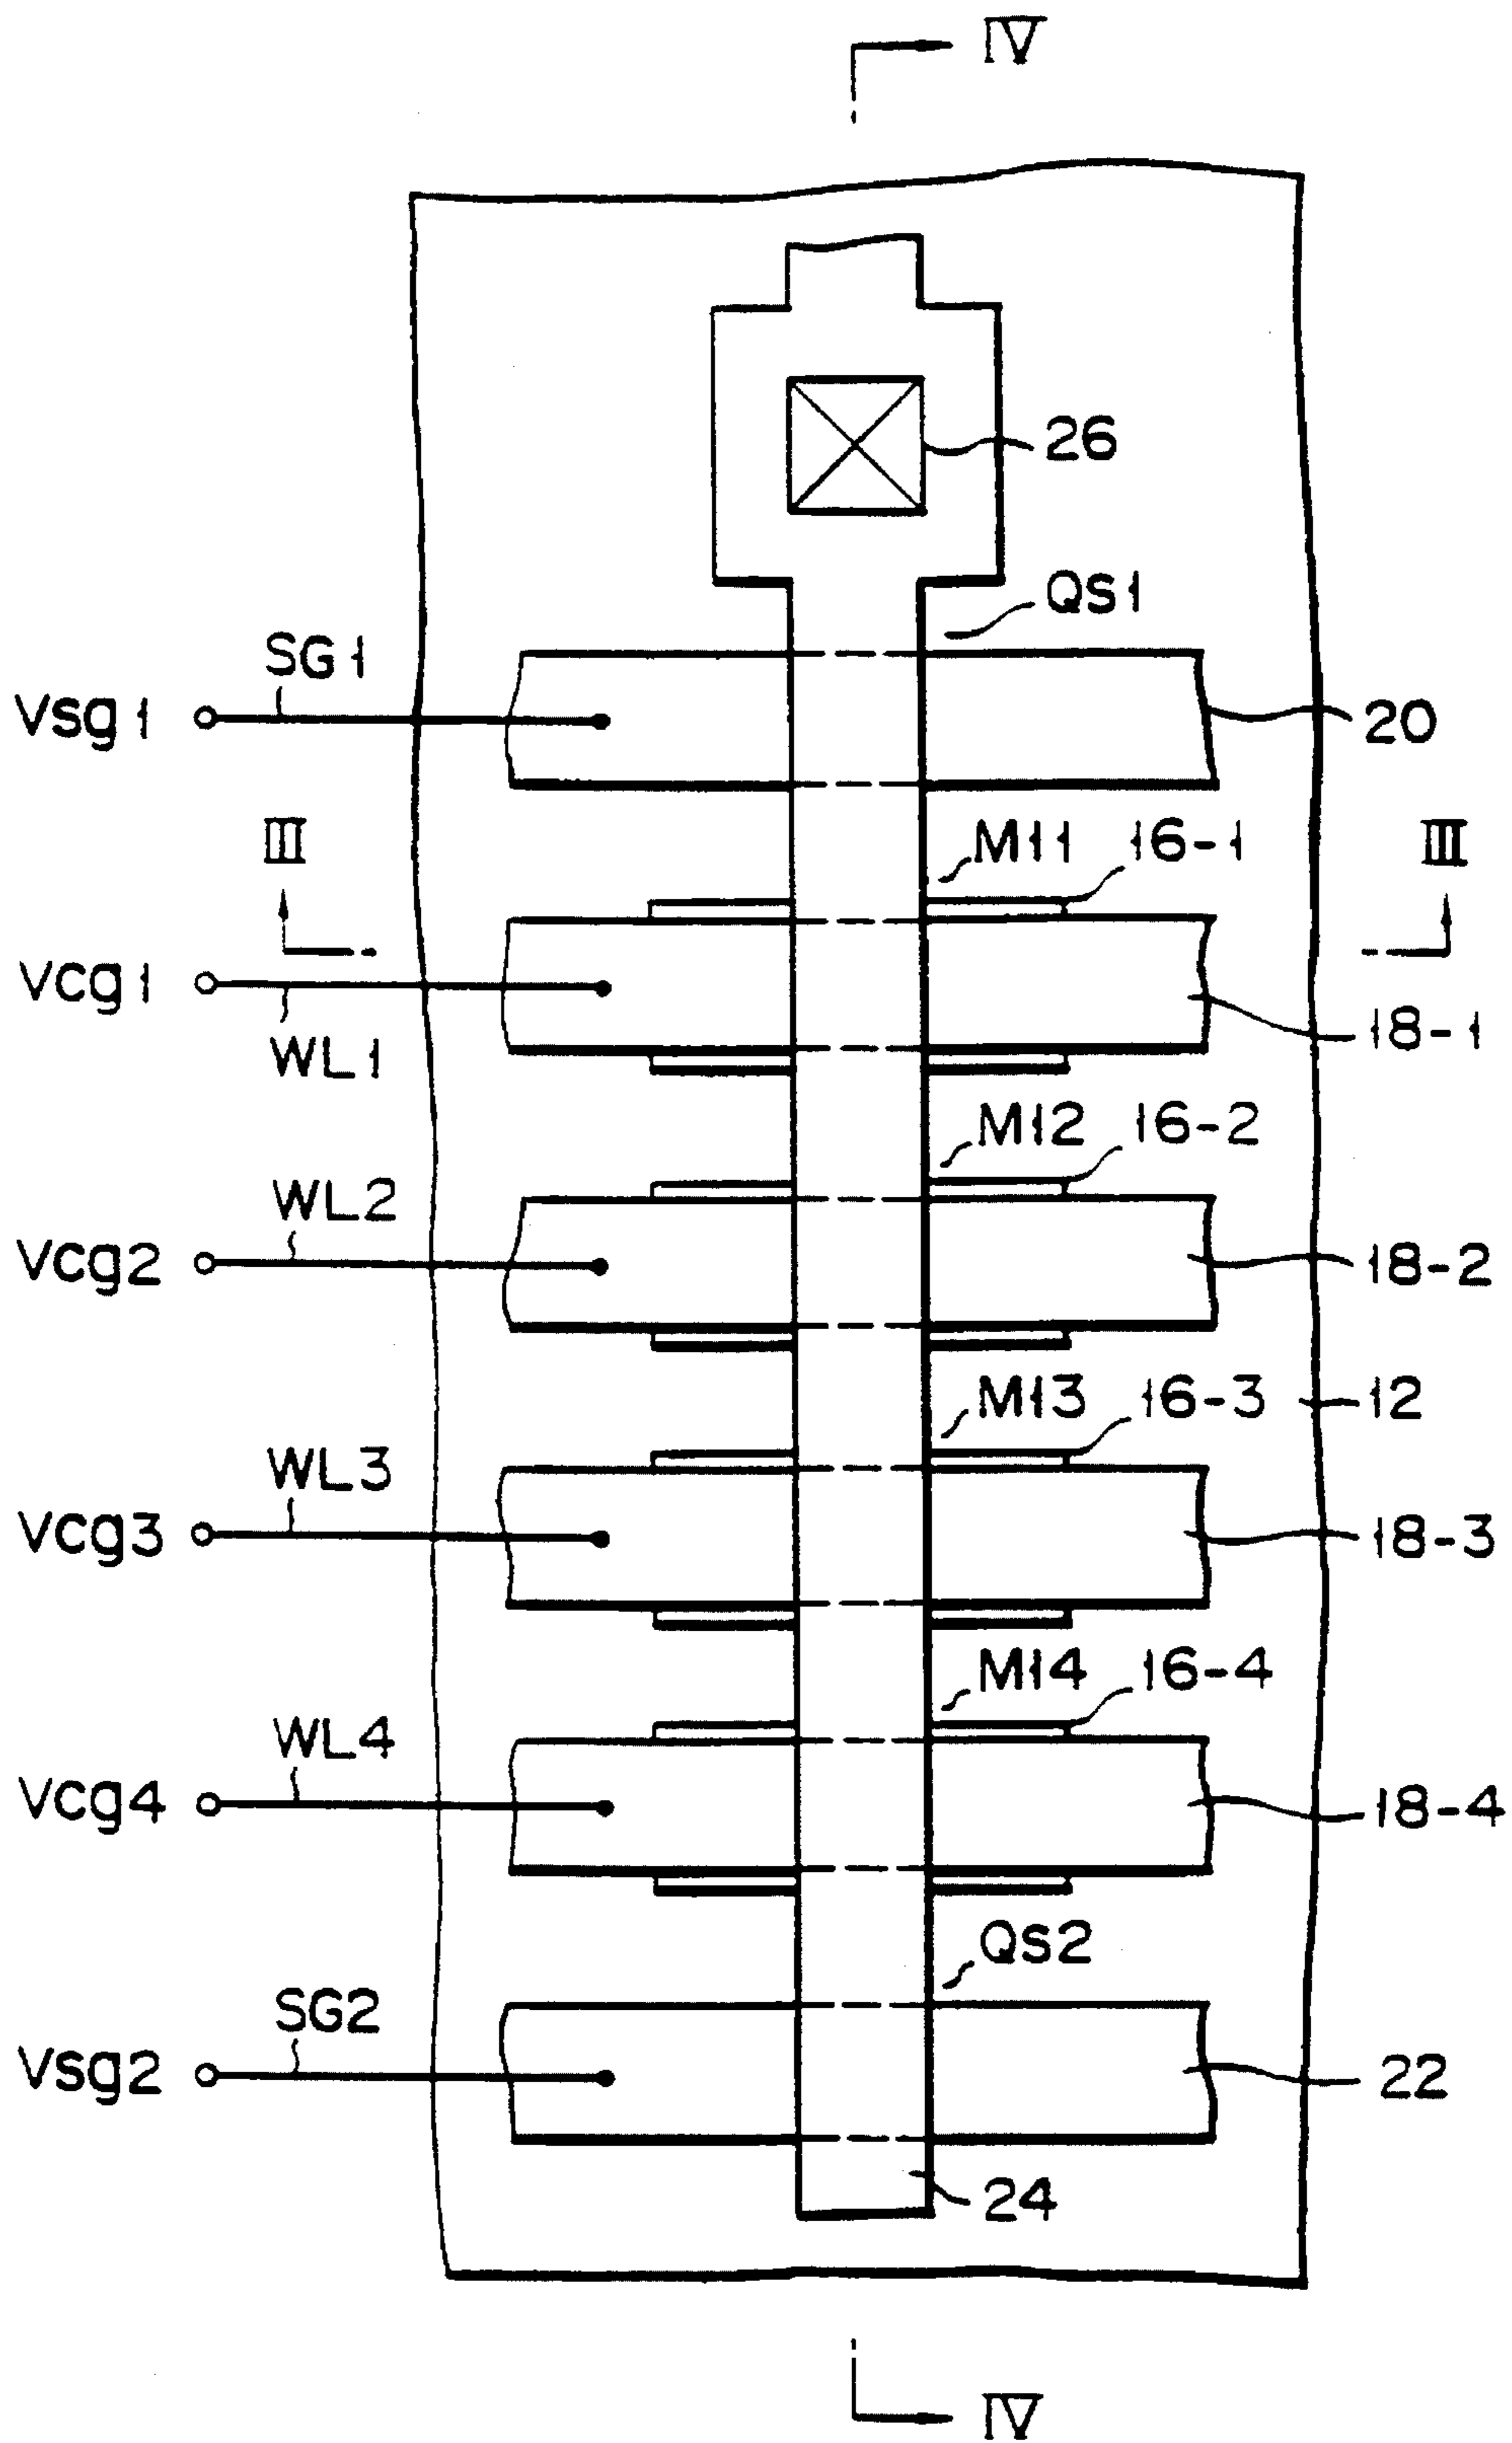 IV
26
QS1
SG1
Vsg1
20
III
M11
16-1
III
Vcg1
18-1
WL1
M12
16-2
WL2
Vcg2
18-2
M13
16-3
12
WL3
Vcg3
18-3
M14
16-4
WL4
Vcg4
18-4
QS2
SG2
Vsg2
22
24
IV